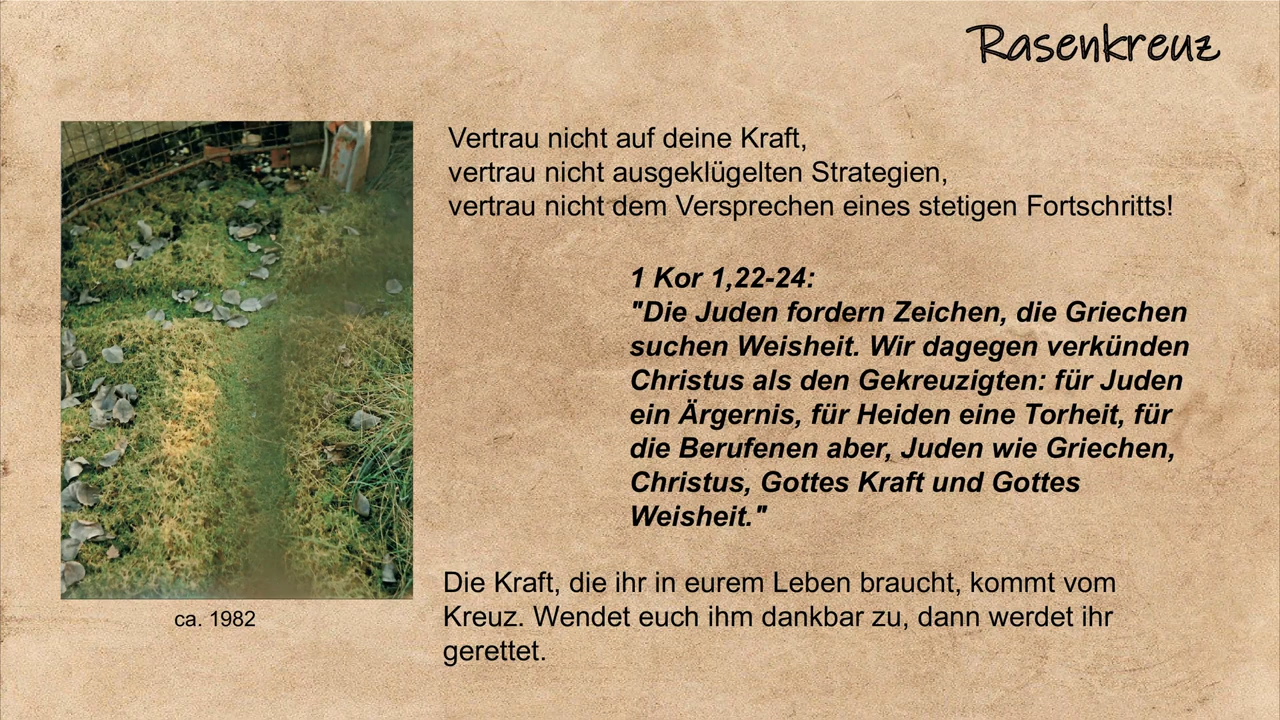 Rasenkreuz
Vertrau nicht auf deine Kraft,
vertrau nicht ausgeklügelten Strategien,
vertrau nicht dem Versprechen eines stetigen Fortschritts!
1 Kor 1,22-24:
"Die Juden fordern Zeichen, die Griechen
suchen Weisheit. Wir dagegen verkünden
Christus als den Gekreuzigten: für Juden
ein Ärgernis, für Heiden eine Torheit, für
die Berufenen aber, Juden wie Griechen,
Christus, Gottes Kraft und Gottes
Weisheit."
Die Kraft, die ihr in eurem Leben braucht, kommt vom
Kreuz. Wendet euch ihm dankbar zu, dann werdet ihr
gerettet.
ca. 1982